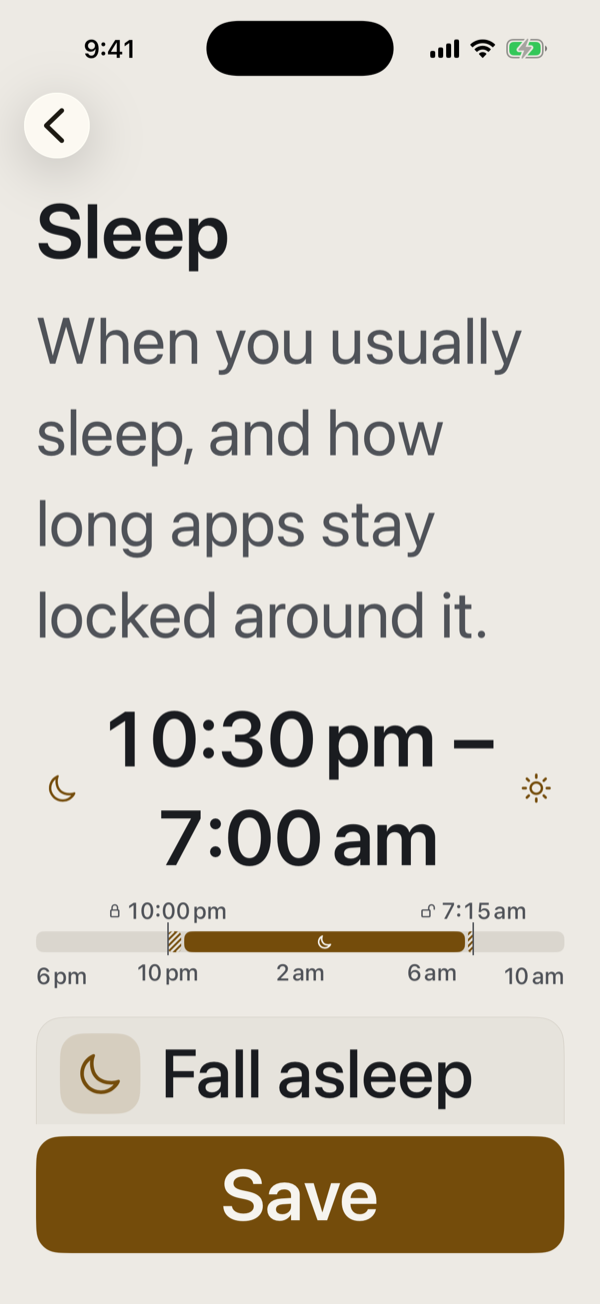 9:41
Sleep
When you usually
sleep, and how
long apps stay
locked around it.
10:30 pm –
7:00 am
10:00 pm
7:15 am
6 pm
10 pm
2 am
6 am
10 am
Fall asleep
Save